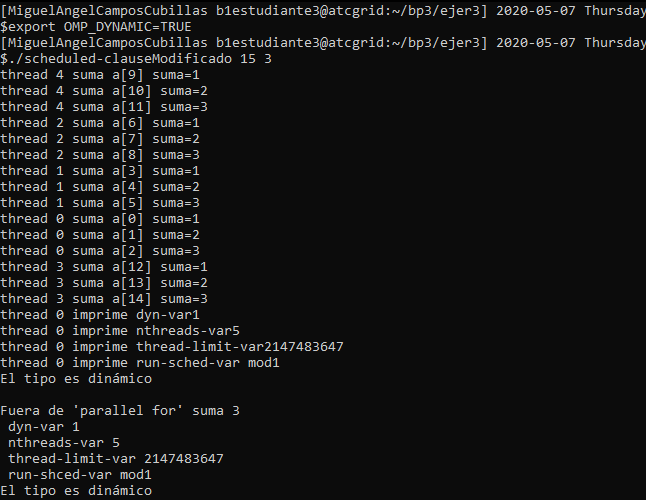 [MiguelAngelCamposCubillas b1estudiante3@atcgrid:~/bp3/ejer3] 2020-05-07 Thursday
$export OMP_DYNAMIC=TRUE
[MiguelAngelCamposCubillas b1estudiante3@atcgrid:~/bp3/ejer3] 2020-05-07 Thursday
$./scheduled-clauseModificado 15 3
thread 4 suma a[9] suma=1
thread 4 suma a[10] suma=2
thread 4 suma a[11] suma=3
thread 2 suma a[6] suma=1
thread 2 suma a[7] suma=2
thread 2 suma a[8] suma=3
thread 1 suma a[3] suma=1
thread 1 suma a[4] suma=2
thread 1 suma a[5] suma=3
thread 0 suma a[0] suma=1
thread 0 suma a[1] suma=2
thread 0 suma a[2] suma=3
thread 3 suma a[12] suma=1
thread 3 suma a[13] suma=2
thread 3 suma a[14] suma=3
thread 0 imprime dyn-var1
thread 0 imprime nthreads-var5
thread 0 imprime thread-limit-var2147483647
thread 0 imprime run-sched-var mod1
El tipo es dinámico

Fuera de 'parallel for' suma 3
 dyn-var 1
 nthreads-var 5
 thread-limit-var 2147483647
 run-shced-var mod1
El tipo es dinámico